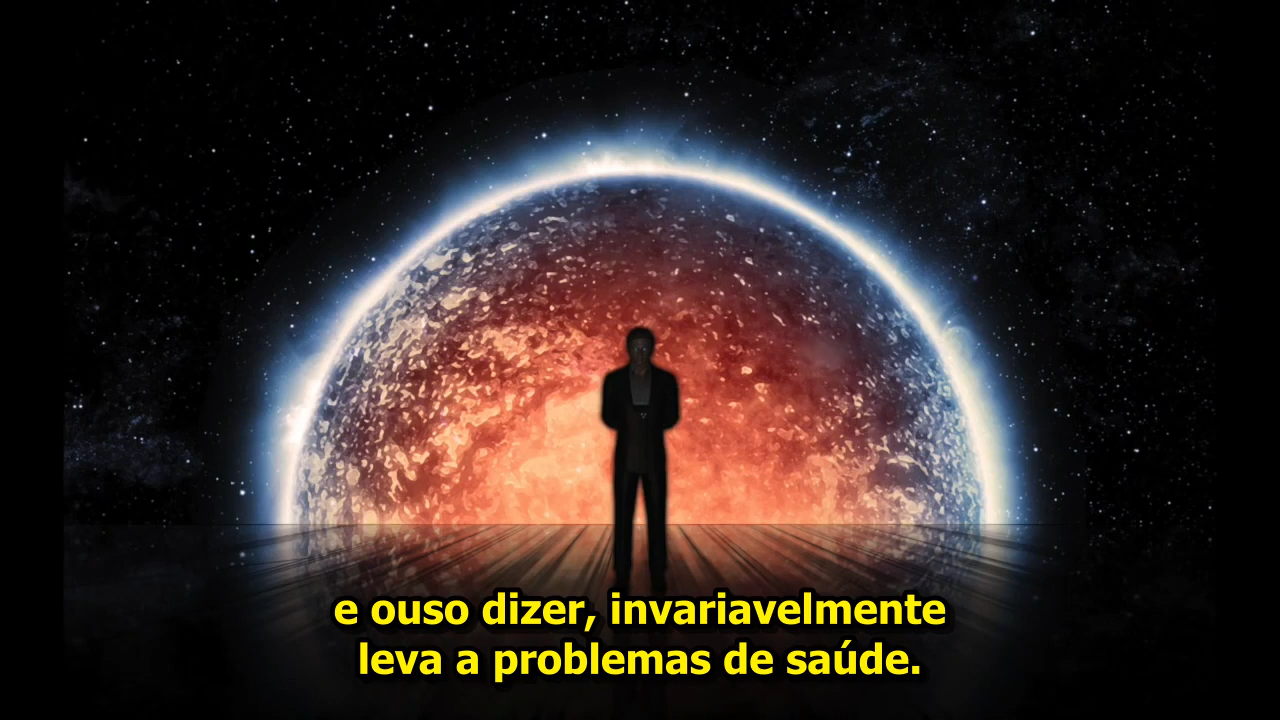 e ouso dizer, invariavelmente
leva a problemas de saúde.